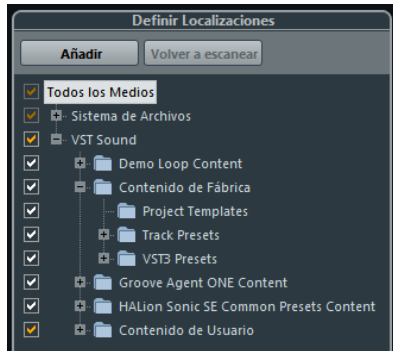 Definir Localizaciones
Añadir Volver a escanear
Todos los Medios
Sistema de Archivos
VST Sound
Demo Loop Content
Contenido de Fábrica
Project Templates
Track Presets
VST3 Presets
Groove Agent ONE Content
HALion Sonic SE Common Presets Content
Contenido de Usuario